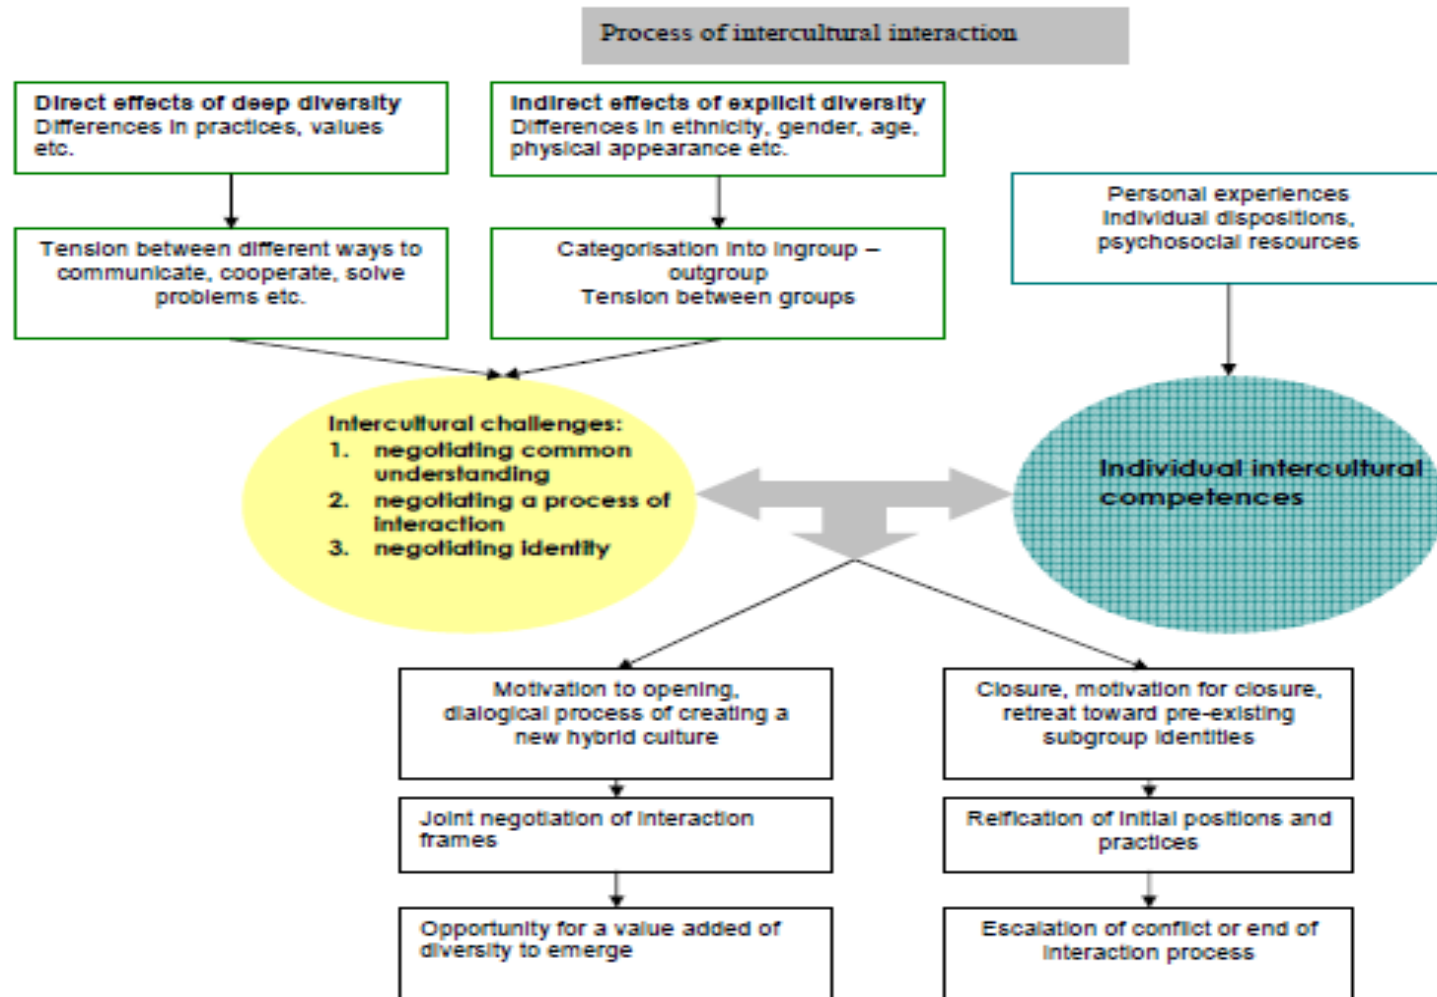 Process of intercultural interaction
Direct effects of deep diversity
Differences in practices, values
etc.
Indirect effects of explicit diversity
Differences in ethnicity, gender, age,
physical appearance etc.
Personal experiences
Individual dispositions,
psychosocial resources
Tension between different ways to
communicate, cooperate, solve
problems etc.
Categorisation into ingroup –
outgroup
Tension between groups
Intercultural challenges:
1. negotiating common
understanding
2. negotiating a process of
interaction
3. negotiating identity
Individual intercultural
competences
Motivation to opening,
dialogical process of creating a
new hybrid culture
Closure, motivation for closure,
retreat toward pre-existing
subgroup identities
Joint negotiation of interaction
frames
Reification of initial positions and
practices
Opportunity for a value added of
diversity to emerge
Escalation of conflict or end of
interaction process